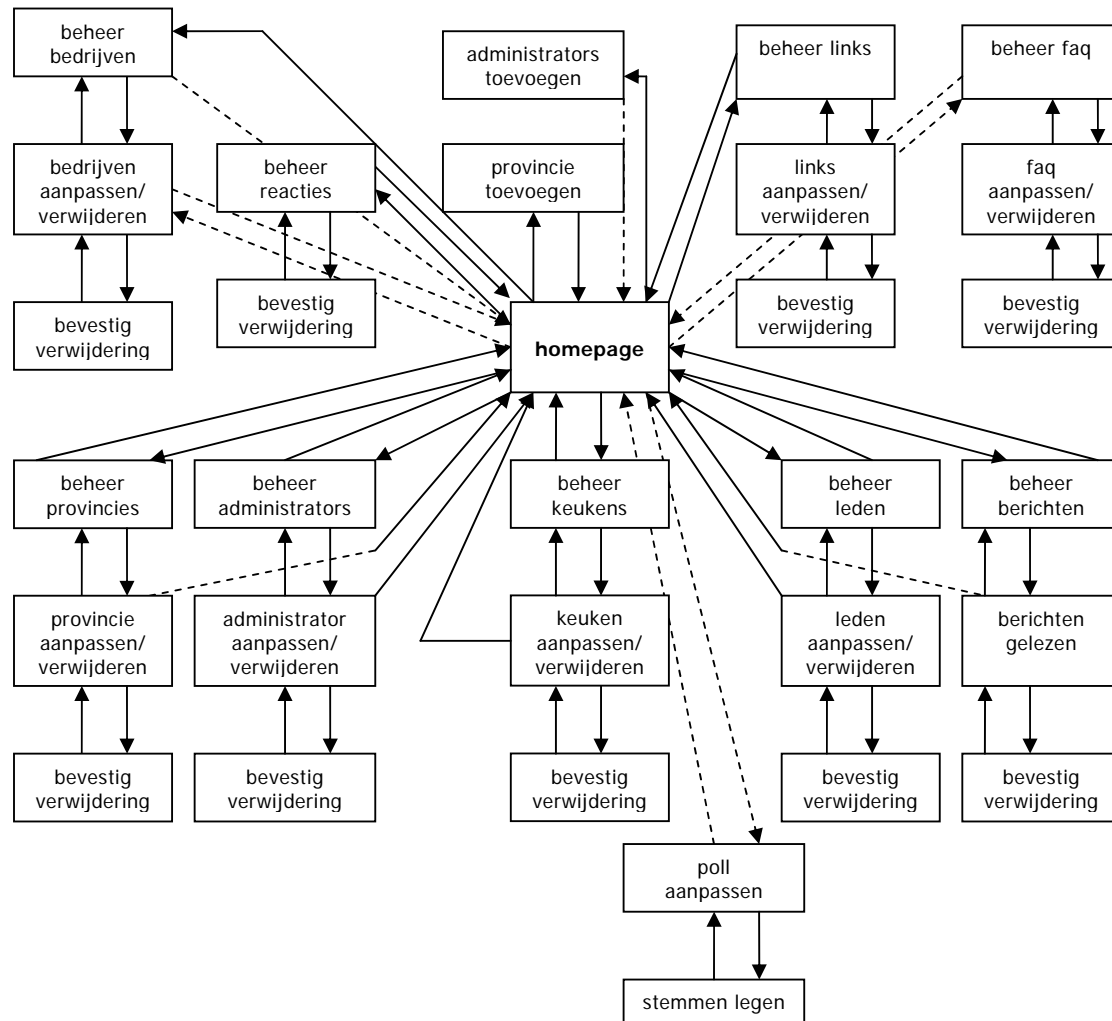 beheer
bedrijven
administrators
toevoegen
beheer links
beheer faq
bedrijven
aanpassen/
verwijderen
beheer
reacties
provincie
toevoegen
links
aanpassen/
verwijderen
faq
aanpassen/
verwijderen
bevestig
verwijdering
bevestig
verwijdering
bevestig
verwijdering
bevestig
verwijdering
homepage
beheer
provincies
beheer
administrators
beheer
keukens
beheer
leden
beheer
berichten
provincie
aanpassen/
verwijderen
administrator
aanpassen/
verwijderen
keuken
aanpassen/
verwijderen
leden
aanpassen/
verwijderen
berichten
gelezen
bevestig
verwijdering
bevestig
verwijdering
bevestig
verwijdering
bevestig
verwijdering
bevestig
verwijdering
poll
aanpassen
stemmen legen